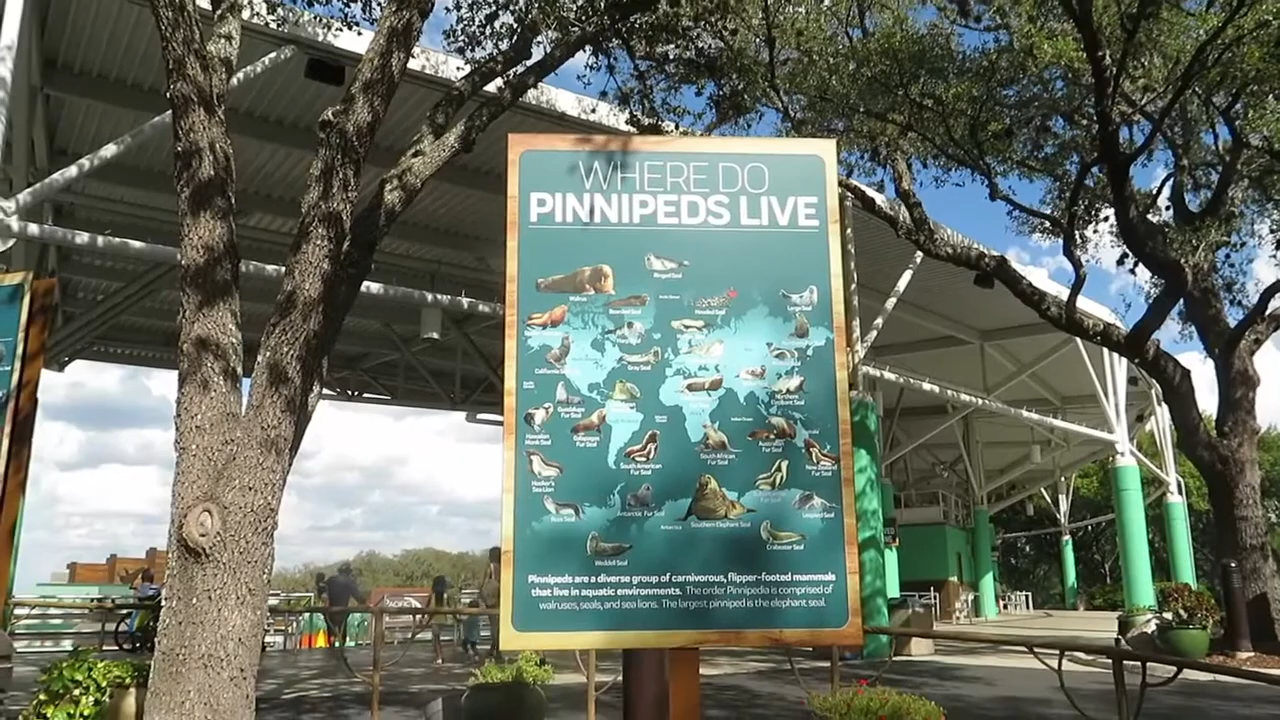 WHERE DO
PINNIPEDS LIVE
Ringed Seal
Walrus
Bearded Seal
Hooded Seal
Larga Seal
California Sea
Gray Seal
Guadalupe
Fur Seal
Northern
Elephant Seal
Hawaiian
Monk Seal
Galapagos
Fur Seal
South American
Fur Seal
South African
Fur Seal
Australian
Fur Seal
New Zealand
Fur Seal
Hooker's
Sea Lion
Ross Seal
Antarctic Fur Seal
Antarctica
Southern Elephant Seal
Leopard Seal
Weddell Seal
Crabeater Seal
Pinnipeds are a diverse group of carnivorous, flipper-footed mammals
that live in aquatic environments. The order Pinnipedia is comprised of
walruses, seals, and sea lions. The largest pinniped is the elephant seal.